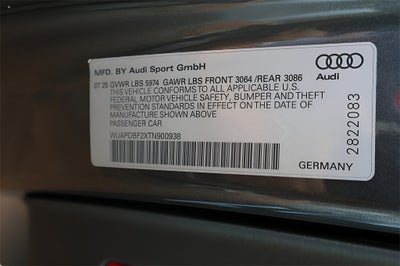 MFD. BY Audi Sport GmbH
07 25 GVWR LBS 5974 GAWR LBS FRONT 3064 /REAR 3086
THIS VEHICLE CONFORMS TO ALL APPLICABLE U.S.
FEDERAL MOTOR VEHICLE SAFETY, BUMPER AND THEFT
PREVENTION STANDARDS IN EFFECT ON THE DATE OF
MANUFACTURE SHOWN ABOVE
PASSENGER CAR
WUAPDBF2XTN900938
Audi
2822083
GERMANY